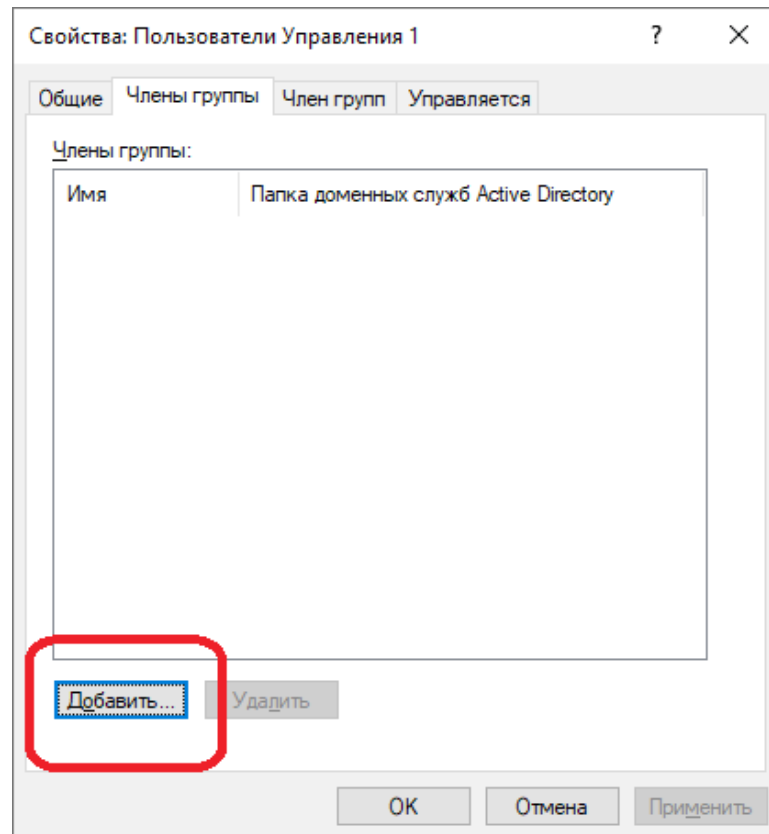 Свойства: Пользователи Управления 1 ?
Общие Члены группы Член групп Управляется
Члены группы:
Имя Папка доменных служб Active Directory
Добавить... Удалить
OK Отмена Применить